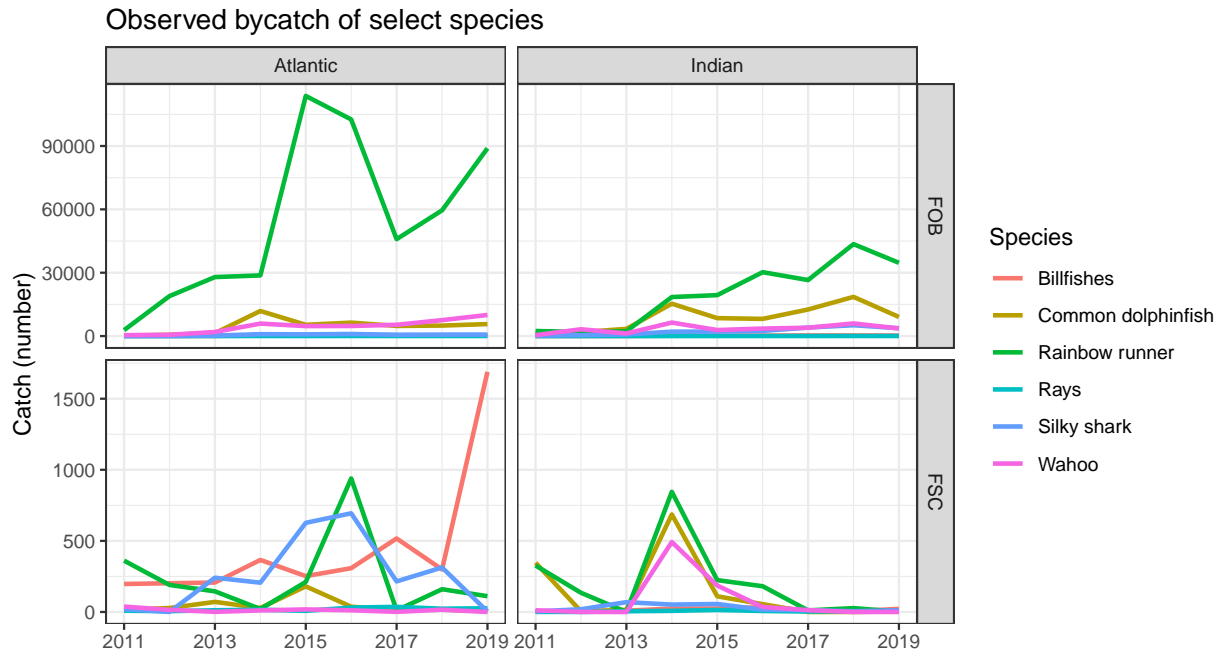 Observed bycatch of select species
Atlantic
Indian
90000
60000
30000
0
FOB
Catch (number)
1500
1000
500
0
FSC
2011
2013
2015
2017
2019
2011
2013
2015
2017
2019
Species
Billfishes
Common dolphinfish
Rainbow runner
Rays
Silky shark
Wahoo